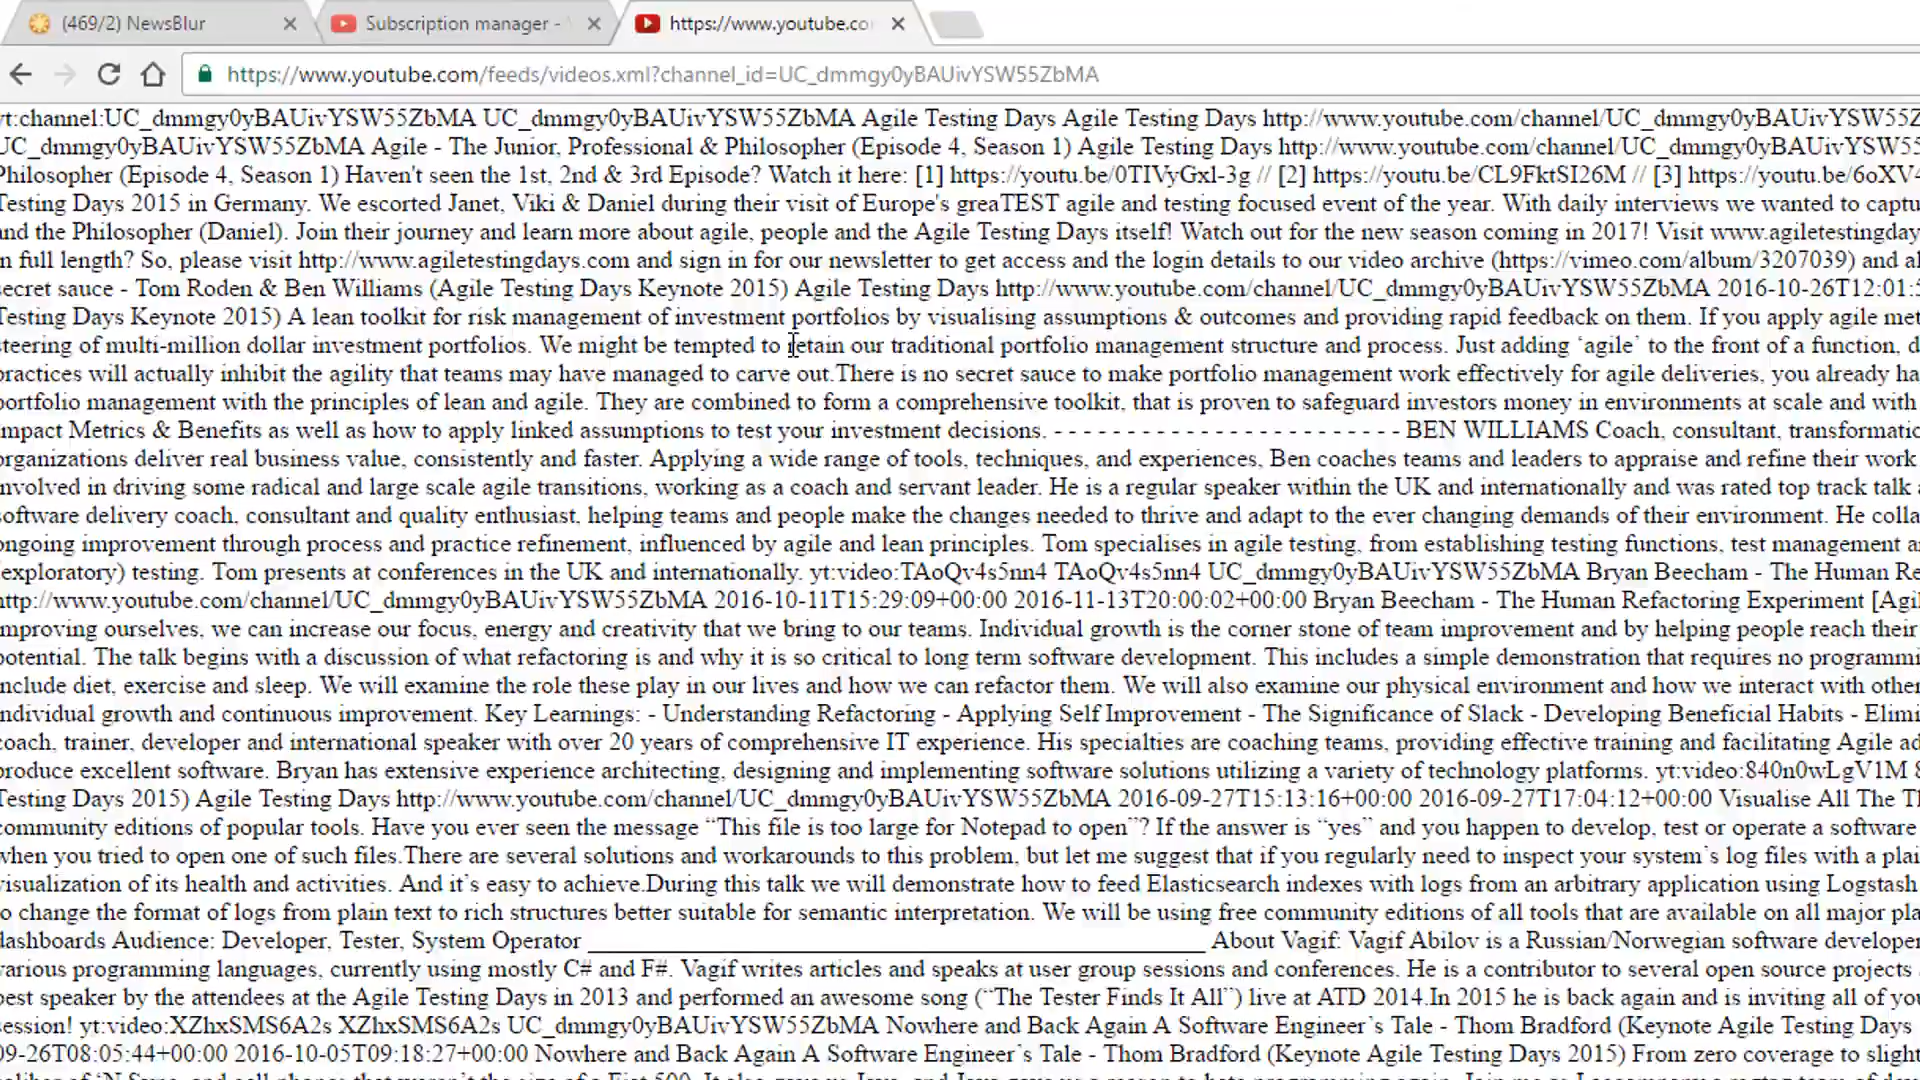 (469/2) NewsBlur
Subscription manager -
https://www.youtube.co
https://www.youtube.com/feeds/videos.xml?channel_id=UC_dmmgy0yBAUivYSW55ZbMA
yt:channel:UC_dmmgy0yBAUivYSW55ZbMA UC_dmmgy0yBAUivYSW55ZbMA Agile Testing Days Agile Testing Days http://www.youtube.com/channel/UC_dmmgy0yBAUivYSW55Z
UC_dmmgy0yBAUivYSW55ZbMA Agile - The Junior, Professional & Philosopher (Episode 4, Season 1) Agile Testing Days http://www.youtube.com/channel/UC_dmmgy0yBAUivYSW5
Philosopher (Episode 4, Season 1) Haven't seen the 1st, 2nd & 3rd Episode? Watch it here: [1] https://youtu.be/0TIVyGxl-3g // [2] https://youtu.be/CL9FktSI26M // [3] https://youtu.be/6oXV4
Testing Days 2015 in Germany. We escorted Janet, Viki & Daniel during their visit of Europe's greaTEST agile and testing focused event of the year. With daily interviews we wanted to captu
and the Philosopher (Daniel). Join their journey and learn more about agile, people and the Agile Testing Days itself! Watch out for the new season coming in 2017! Visit www.agiletestingday
in full length? So, please visit http://www.agiletestingdays.com and sign in for our newsletter to get access and the login details to our video archive (https://vimeo.com/album/3207039) and al
secret sauce - Tom Roden & Ben Williams (Agile Testing Days Keynote 2015) Agile Testing Days http://www.youtube.com/channel/UC_dmmgy0yBAUivYSW55ZbMA 2016-10-26T12:01:5
Testing Days Keynote 2015) A lean toolkit for risk management of investment portfolios by visualising assumptions & outcomes and providing rapid feedback on them. If you apply agile met
steering of multi-million dollar investment portfolios. We might be tempted to retain our traditional portfolio management structure and process. Just adding ‘agile’ to the front of a function, d
practices will actually inhibit the agility that teams may have managed to carve out.There is no secret sauce to make portfolio management work effectively for agile deliveries, you already ha
portfolio management with the principles of lean and agile. They are combined to form a comprehensive toolkit, that is proven to safeguard investors money in environments at scale and with
impact Metrics & Benefits as well as how to apply linked assumptions to test your investment decisions. - - - - - - - - - - - - - - - - - - - - - - - - - BEN WILLIAMS Coach, consultant, transformatio
organizations deliver real business value, consistently and faster. Applying a wide range of tools, techniques, and experiences, Ben coaches teams and leaders to appraise and refine their work
involved in driving some radical and large scale agile transitions, working as a coach and servant leader. He is a regular speaker within the UK and internationally and was rated top track talk a
software delivery coach, consultant and quality enthusiast, helping teams and people make the changes needed to thrive and adapt to the ever changing demands of their environment. He colla
ongoing improvement through process and practice refinement, influenced by agile and lean principles. Tom specialises in agile testing, from establishing testing functions, test management a
(exploratory) testing. Tom presents at conferences in the UK and internationally. yt:video:TAoQv4s5nn4 TAoQv4s5nn4 UC_dmmgy0yBAUivYSW55ZbMA Bryan Beecham - The Human Re
http://www.youtube.com/channel/UC_dmmgy0yBAUivYSW55ZbMA 2016-10-11T15:29:09+00:00 2016-11-13T20:00:02+00:00 Bryan Beecham - The Human Refactoring Experiment [Agil
improving ourselves, we can increase our focus, energy and creativity that we bring to our teams. Individual growth is the corner stone of team improvement and by helping people reach their
potential. The talk begins with a discussion of what refactoring is and why it is so critical to long term software development. This includes a simple demonstration that requires no programmi
include diet, exercise and sleep. We will examine the role these play in our lives and how we can refactor them. We will also examine our physical environment and how we interact with other
individual growth and continuous improvement. Key Learnings: - Understanding Refactoring - Applying Self Improvement - The Significance of Slack - Developing Beneficial Habits - Elimi
coach, trainer, developer and international speaker with over 20 years of comprehensive IT experience. His specialties are coaching teams, providing effective training and facilitating Agile ad
produce excellent software. Bryan has extensive experience architecting, designing and implementing software solutions utilizing a variety of technology platforms. yt:video:840n0wLgV1M 8
Testing Days 2015) Agile Testing Days http://www.youtube.com/channel/UC_dmmgy0yBAUivYSW55ZbMA 2016-09-27T15:13:16+00:00 2016-09-27T17:04:12+00:00 Visualise All The T
community editions of popular tools. Have you ever seen the message “This file is too large for Notepad to open”? If the answer is “yes” and you happen to develop, test or operate a software
when you tried to open one of such files.There are several solutions and workarounds to this problem, but let me suggest that if you regularly need to inspect your system’s log files with a plai
visualization of its health and activities. And it’s easy to achieve.During this talk we will demonstrate how to feed Elasticsearch indexes with logs from an arbitrary application using Logstash
to change the format of logs from plain text to rich structures better suitable for semantic interpretation. We will be using free community editions of all tools that are available on all major pla
dashboards Audience: Developer, Tester, System Operator ____________________ About Vagif: Vagif Abilov is a Russian/Norwegian software developer
various programming languages, currently using mostly C# and F#. Vagif writes articles and speaks at user group sessions and conferences. He is a contributor to several open source projects
best speaker by the attendees at the Agile Testing Days in 2013 and performed an awesome song (“The Tester Finds It All”) live at ATD 2014.In 2015 he is back again and is inviting all of yo
session! yt:video:XZhxSMS6A2s XZhxSMS6A2s UC_dmmgy0yBAUivYSW55ZbMA Nowhere and Back Again A Software Engineer’s Tale - Thom Bradford (Keynote Agile Testing Days
09-26T08:05:44+00:00 2016-10-05T09:18:27+00:00 Nowhere and Back Again A Software Engineer’s Tale - Thom Bradford (Keynote Agile Testing Days 2015) From zero coverage to slight